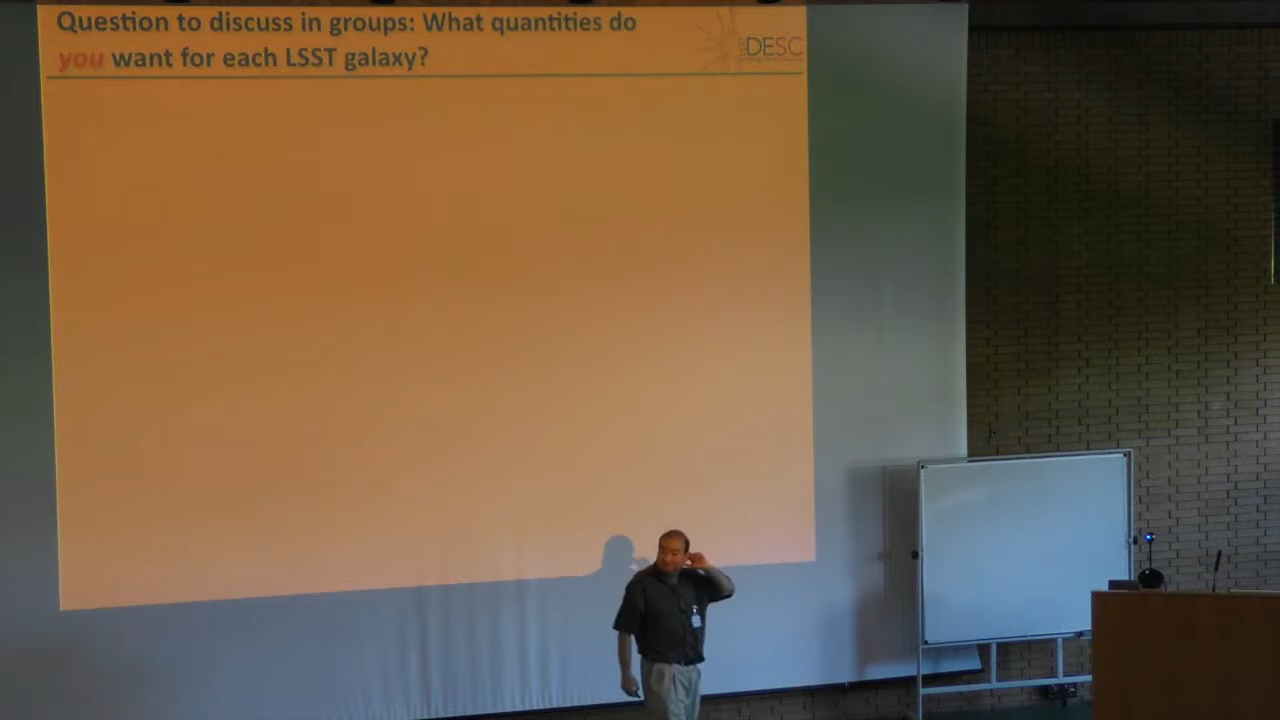 Question to discuss in groups: What quantities do
you want for each LSST galaxy?
DESC